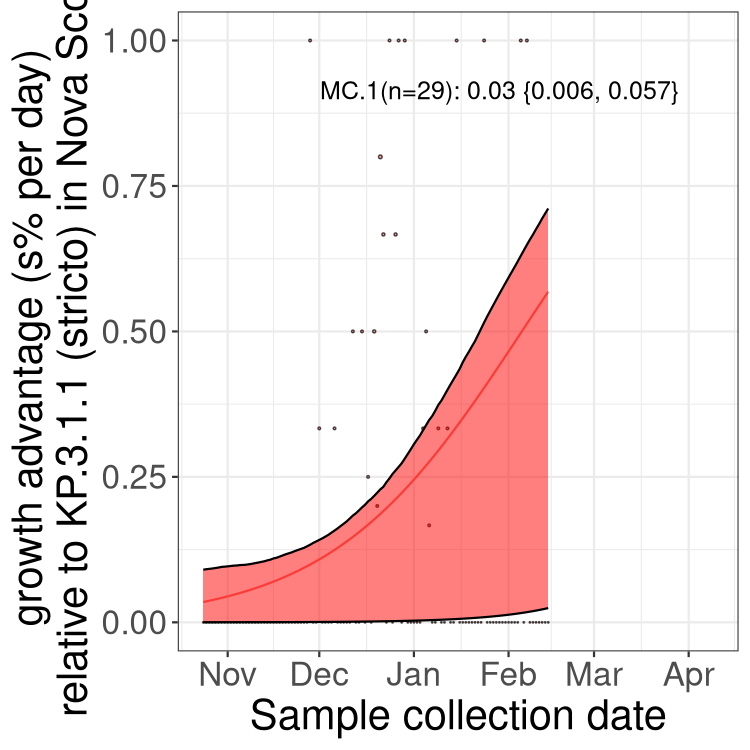 growth advantage (s% per day)
relative to KP.3.1.1 (stricto) in Nova
1.00
0.75
0.50
0.25
0.00
MC.1(n=29): 0.03 {0.006, 0.057}
Nov Dec Jan Feb Mar Apr
Sample collection date